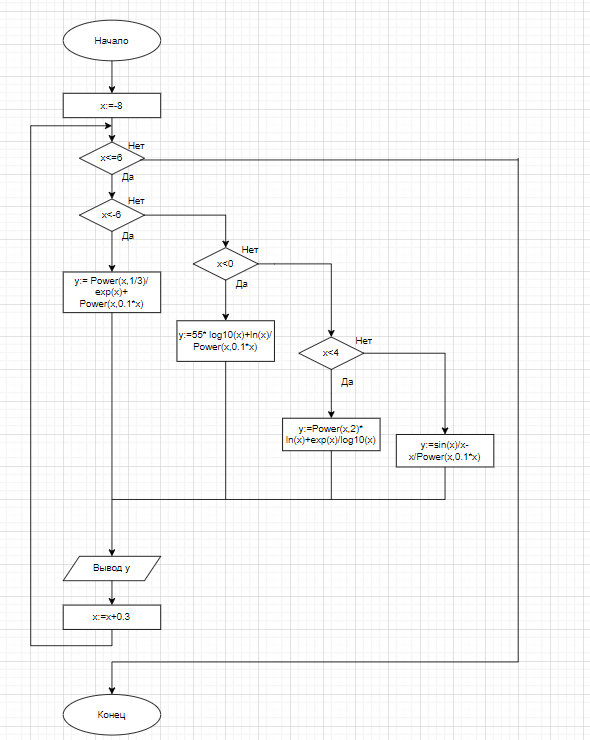 Начало
x:=-8
Нет
x<=6
Да
Нет
x<-6
Да
Нет
x<0
Да
y:= Power(x,1/3)/
exp(x)+
Power(x,0.1*x)
y:=55* log10(x)+ln(x)/
Power(x,0.1*x)
Нет
x<4
Да
y:=Power(x,2)*
ln(x)+exp(x)/log10(x)
y:=sin(x)/x-
x/Power(x,0.1*x)
Вывод y
x:=x+0.3
Конец